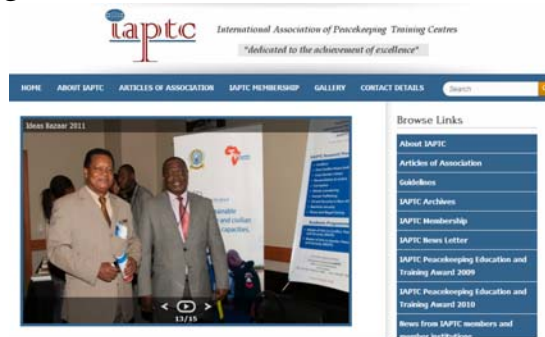 iaptc
International Association of Peacekeeping Training Centres
"dedicated to the achievement of excellence"
HOME ABOUT IAPTC ARTICLES OF ASSOCIATION IAPTC MEMBERSHIP GALLERY CONTACT DETAILS Search
Ideas Bazaar 2011
13/15
Browse Links
About IAPTC
Articles of Association
Guidelines
IAPTC Archives
IAPTC Membership
IAPTC News Letter
IAPTC Peacekeeping Education and
Training Award 2009
IAPTC Peacekeeping Education and
Training Award 2010
News from IAPTC members and
member institutions